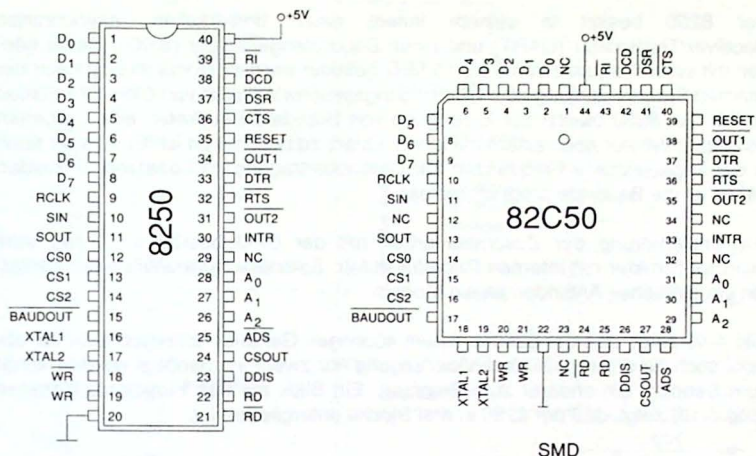 +5V
D0 1 40
D1 2 39 RI
D2 3 38 DCD
D3 4 37 DSR
D4 5 36 CTS
D5 6 35 RESET
D6 7 34 OUT1
D7 8 33 DTR
RCLK 9 32 RTS
SIN 10 31 OUT2
SOUT 11 30 INTR
CS0 12 29 NC
CS1 13 28 A0
CS2 14 27 A1
BAUDOUT 15 26 A2
XTAL1 16 25 ADS
XTAL2 17 24 CSOUT
WR 18 23
WR 19 22 RD
20 21 RD
8250
+5V
D4 D3 D2 D1 D0 NC RI DCD DSR CTS
6 5 4 3 2 1 44 43 42 41 40
D5 7 39 RESET
D6 8 38 OUT1
D7 9 37 DTR
RCLK 10 36 RTS
SIN 11 35 OUT2
NC 12 34 NC
SOUT 13 33 INTR
CS0 14 32 NC
CS1 15 31 A0
CS2 16 30 A1
BAUDOUT 17 29 A2
82C50
18 19 20 21 22 23 24 25 26 27 28
XTAL XTAL2 WR WR NC RD RD DDIS CSOUT ADS
SMD